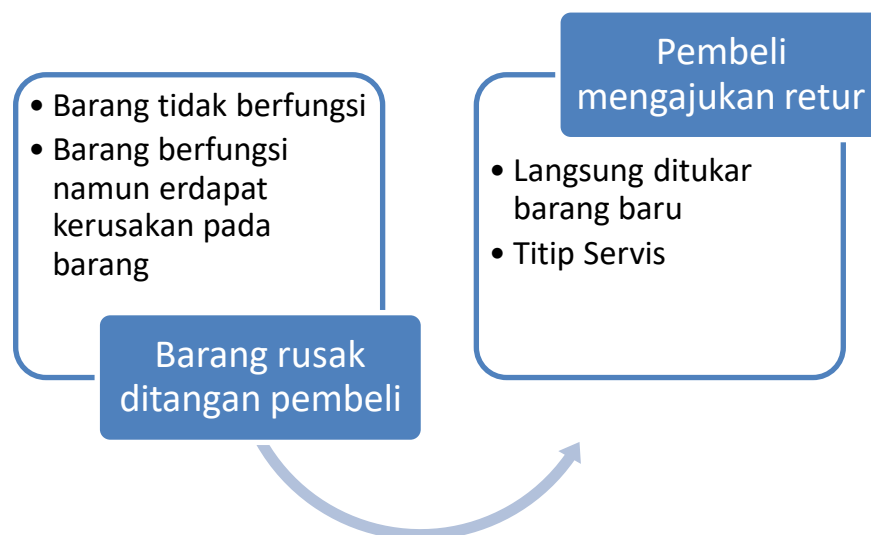 • Barang tidak berfungsi
• Barang berfungsi
namun erdapat
kerusakan pada
barang
Barang rusak
ditangan pembeli
Pembeli
mengajukan retur
• Langsung ditukar
barang baru
• Titip Servis